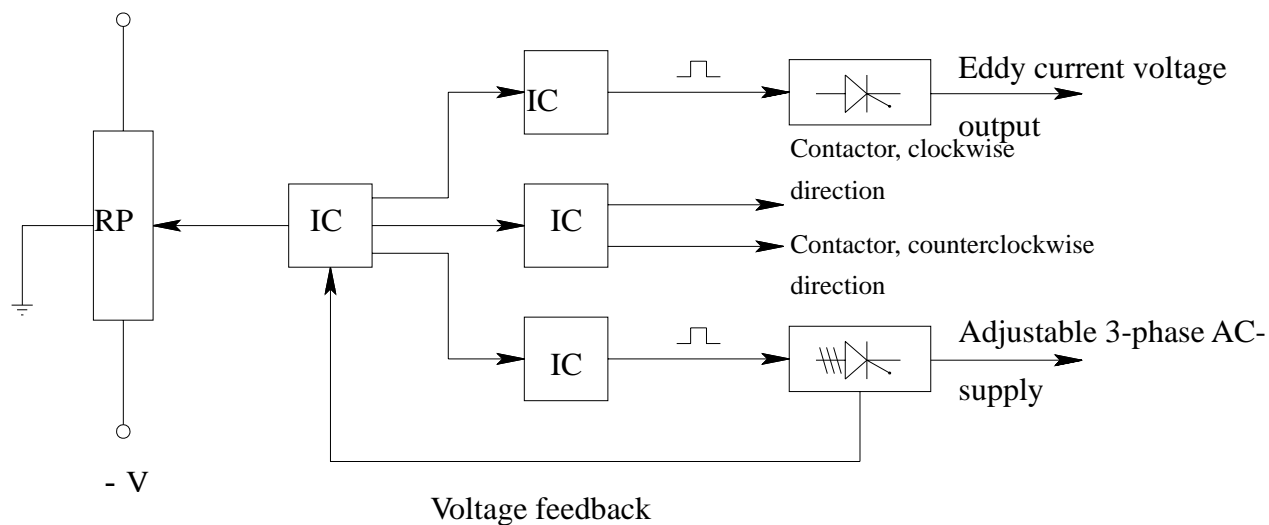 Eddy current voltage
output
IC
Contactor, clockwise
direction
RP
IC
IC
Contactor, counterclockwise
direction
IC
Adjustable 3-phase AC-
supply
- V
Voltage feedback